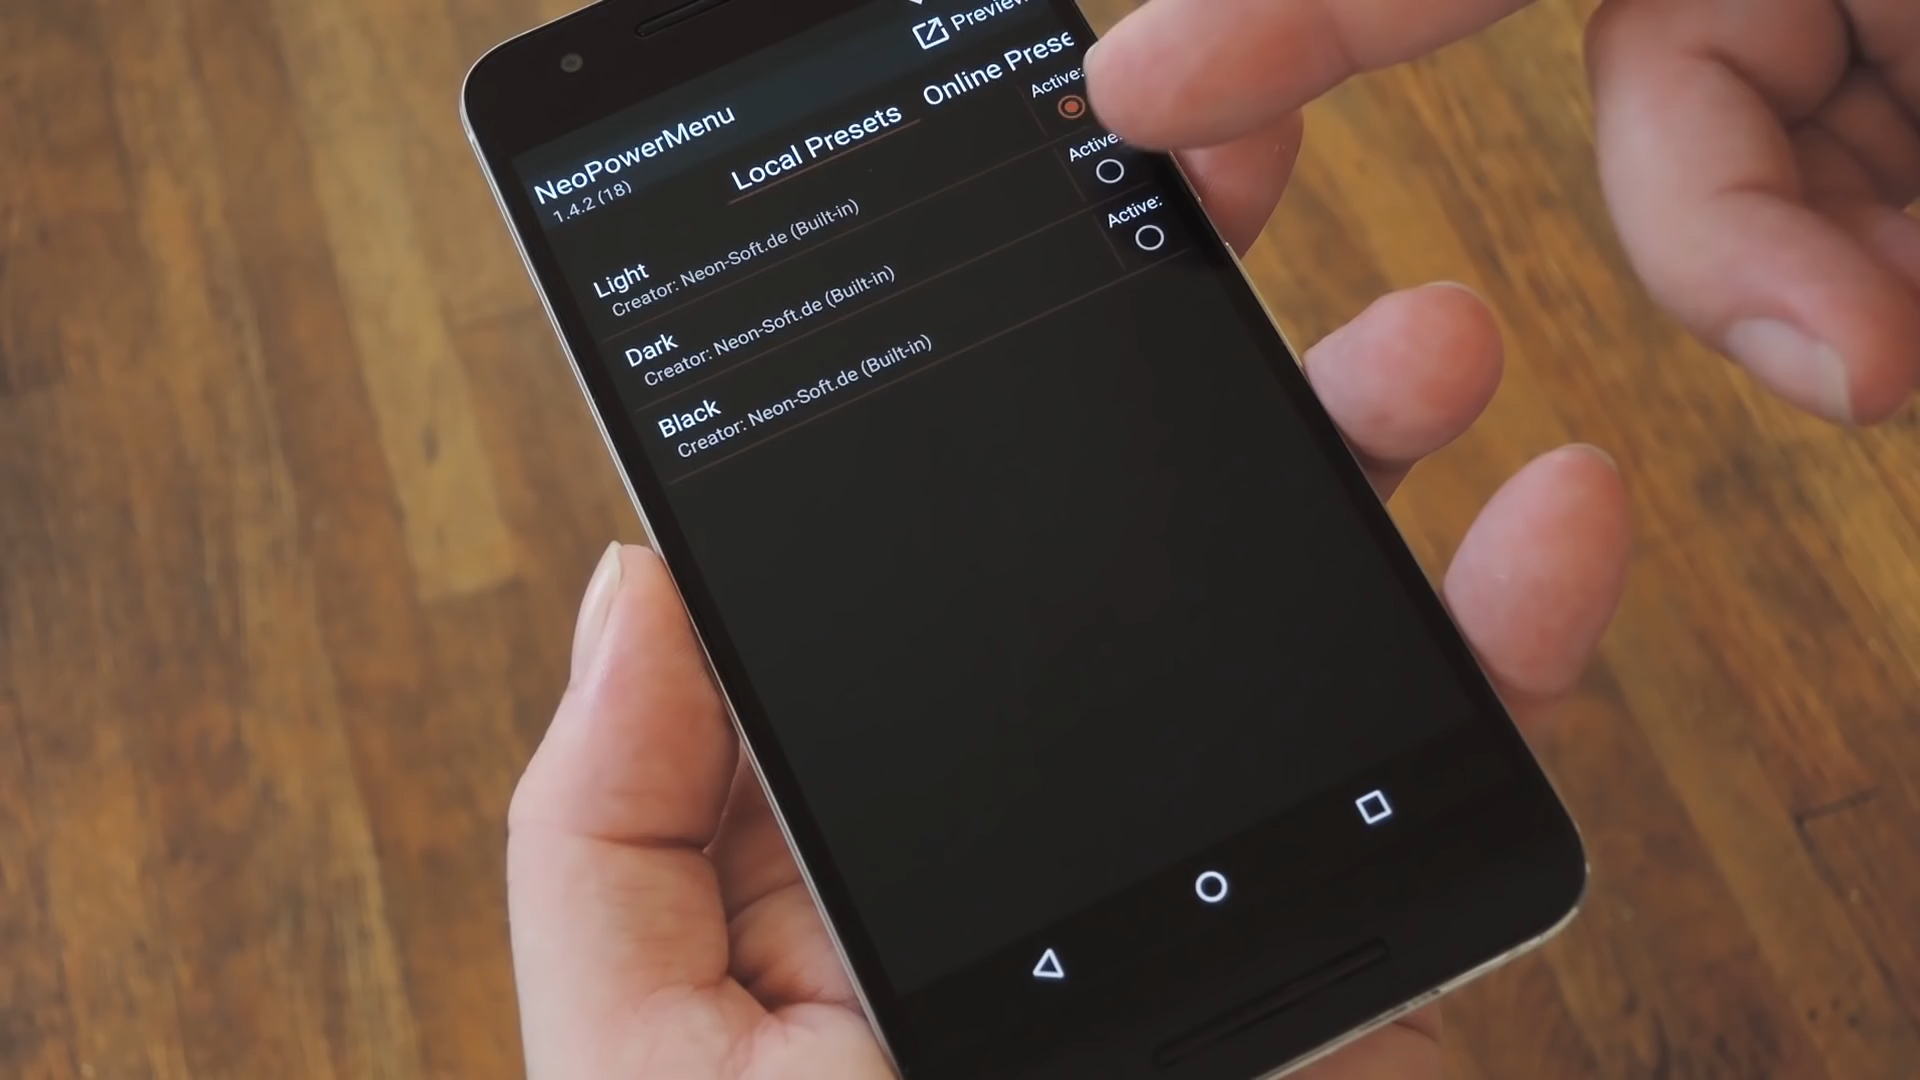 Preview
NeoPowerMenu
1.4.2 (18)
Local Presets
Online Prese
Light
Creator: Neon-Soft.de (Built-in)
Active:
Dark
Creator: Neon-Soft.de (Built-in)
Active:
Black
Creator: Neon-Soft.de (Built-in)
Active: